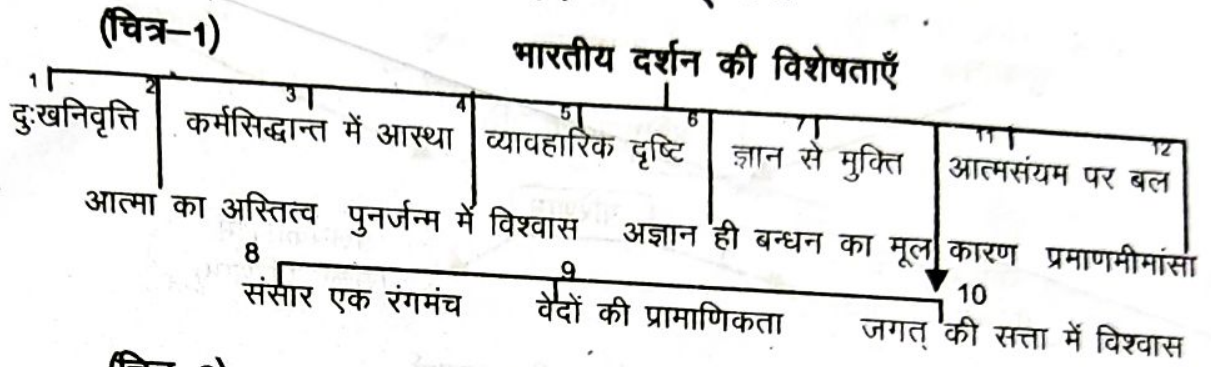 (चित्र–1)
भारतीय दर्शन की विशेषताएँ
1 2 3 4 5 6 7 11 12
दुःखनिवृत्ति कर्मसिद्धान्त में आस्था व्यावहारिक दृष्टि ज्ञान से मुक्ति आत्मसंयम पर बल
आत्मा का अस्तित्व पुनर्जन्म में विश्वास अज्ञान ही बन्धन का मूल कारण प्रमाणमीमांसा
8 9 10
संसार एक रंगमंच वेदों की प्रामाणिकता जगत् की सत्ता में विश्वास